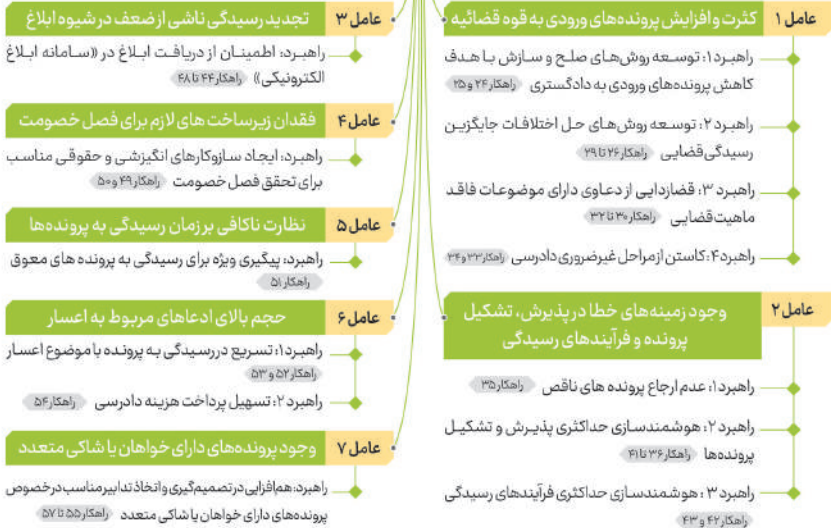 عامل ۱ کثرت و افزایش پرونده‌های ورودی به قوه قضائیه
راهبرد ۱: توسعه روش‌های صلح و سازش با هدف
کاهش پرونده‌های ورودی به دادگستری راهکار ۲۴ و ۲۵
راهبرد ۲: توسعه روش‌های حل اختلافات جایگزین
رسیدگی قضایی راهکار ۲۶ تا ۲۹
راهبرد ۳: قضازدایی از دعاوی دارای موضوعات فاقد
ماهیت قضایی راهکار ۳۰ تا ۳۲
راهبرد ۴: کاستن از مراحل غیرضروری دادرسی راهکار ۳۳ و ۳۴
عامل ۲ وجود زمینه‌های خطا در پذیرش، تشکیل
پرونده و فرآیندهای رسیدگی
راهبرد ۱: عدم ارجاع پرونده های ناقص راهکار ۳۵
راهبرد ۲: هوشمندسازی حداکثری پذیرش و تشکیل
پرونده‌ها راهکار ۳۶ تا ۴۱
راهبرد ۳ : هوشمندسازی حداکثری فرآیندهای رسیدگی
راهکار ۴۲ و ۴۳
عامل ۳ تجدید رسیدگی ناشی از ضعف در شیوه ابلاغ
راهبرد: اطمینان از دریافت ابلاغ در «سامانه ابلاغ
الکترونیکی» راهکار ۴۴ تا ۴۸
عامل ۴ فقدان زیرساخت های لازم برای فصل خصومت
راهبرد: ایجاد سازوکارهای انگیزشی و حقوقی مناسب
برای تحقق فصل خصومت راهکار ۴۹ و ۵۰
عامل ۵ نظارت ناکافی بر زمان رسیدگی به پرونده‌ها
راهبرد: پیگیری ویژه برای رسیدگی به پرونده های معوق
راهکار ۵۱
عامل ۶ حجم بالای ادعاهای مربوط به اعسار
راهبرد ۱: تسریع در رسیدگی به پرونده با موضوع اعسار
راهکار ۵۲ و ۵۳
راهبرد ۲: تسهیل پرداخت هزینه دادرسی راهکار ۵۴
عامل ۷ وجود پرونده‌های دارای خواهان یا شاکی متعدد
راهبرد: هم‌افزایی در تصمیم‌گیری و اتخاذ تدابیر مناسب در خصوص
پرونده‌های دارای خواهان یا شاکی متعدد راهکار ۵۵ تا ۵۷